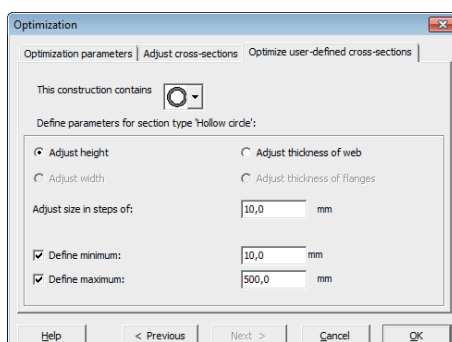 Optimization
Optimization parameters Adjust cross-sections Optimize user-defined cross-sections
This construction contains
Define parameters for section type 'Hollow circle':
Adjust height Adjust thickness of web
Adjust width Adjust thickness of flanges
Adjust size in steps of: 10,0 mm
Define minimum: 10,0 mm
Define maximum: 500,0 mm
Help < Previous Next > Cancel OK